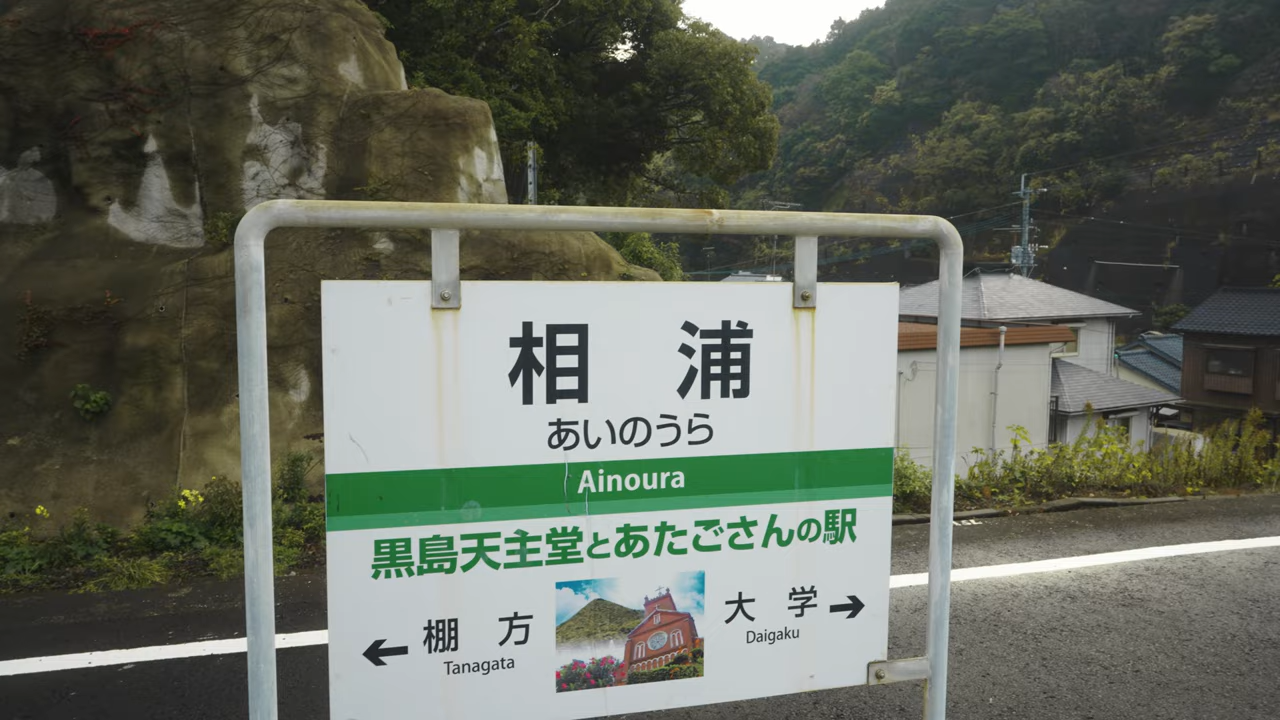 相浦
あいのうら
Ainoura
黒島天主堂とあたごさんの駅
← 棚方
Tanagata
大学 →
Daigaku